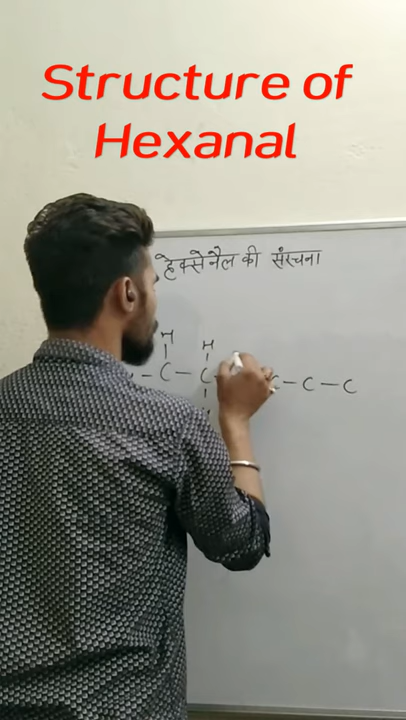 Structure of
Hexanal
हेक्सेनैल की संरचना
H
H
– C – C
C – C – C